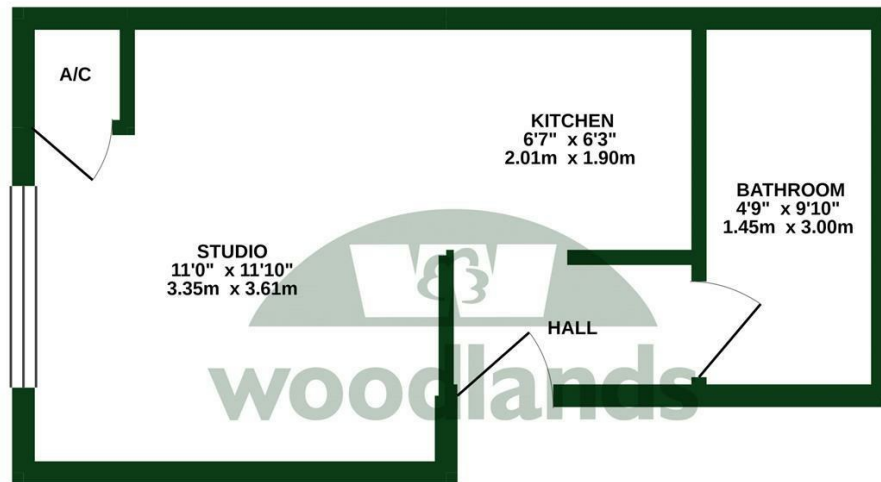 A/C
KITCHEN
6'7" x 6'3"
2.01m x 1.90m
BATHROOM
4'9" x 9'10"
1.45m x 3.00m
STUDIO
11'0" x 11'10"
3.35m x 3.61m
HALL
woodlands